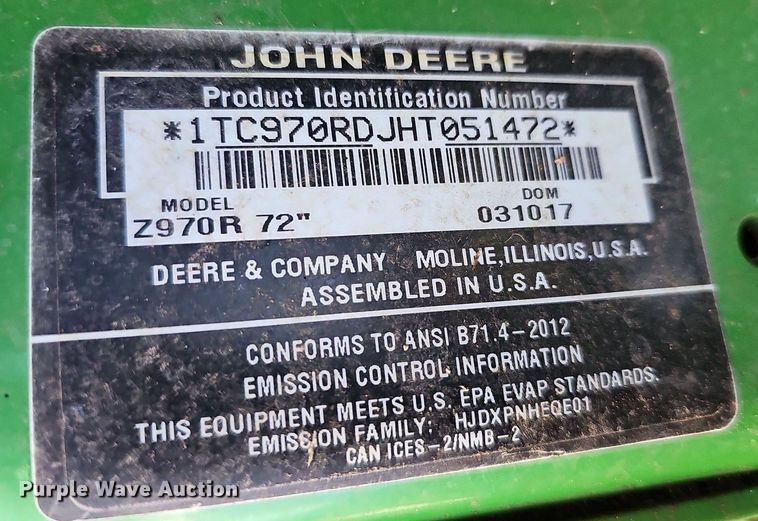 JOHN DEERE
Product Identification Number
*1TC970RDJHT051472*
MODEL DOM
Z970R 72" 031017
DEERE & COMPANY MOLINE, ILLINOIS, U.S.A.
ASSEMBLED IN U.S.A.
CONFORMS TO ANSI B71.4-2012
EMISSION CONTROL INFORMATION
THIS EQUIPMENT MEETS U.S. EPA EVAP STANDARDS.
EMISSION FAMILY: HJDXPNHEQE01
CAN ICES-2/NMB-2
Purple Wave Auction